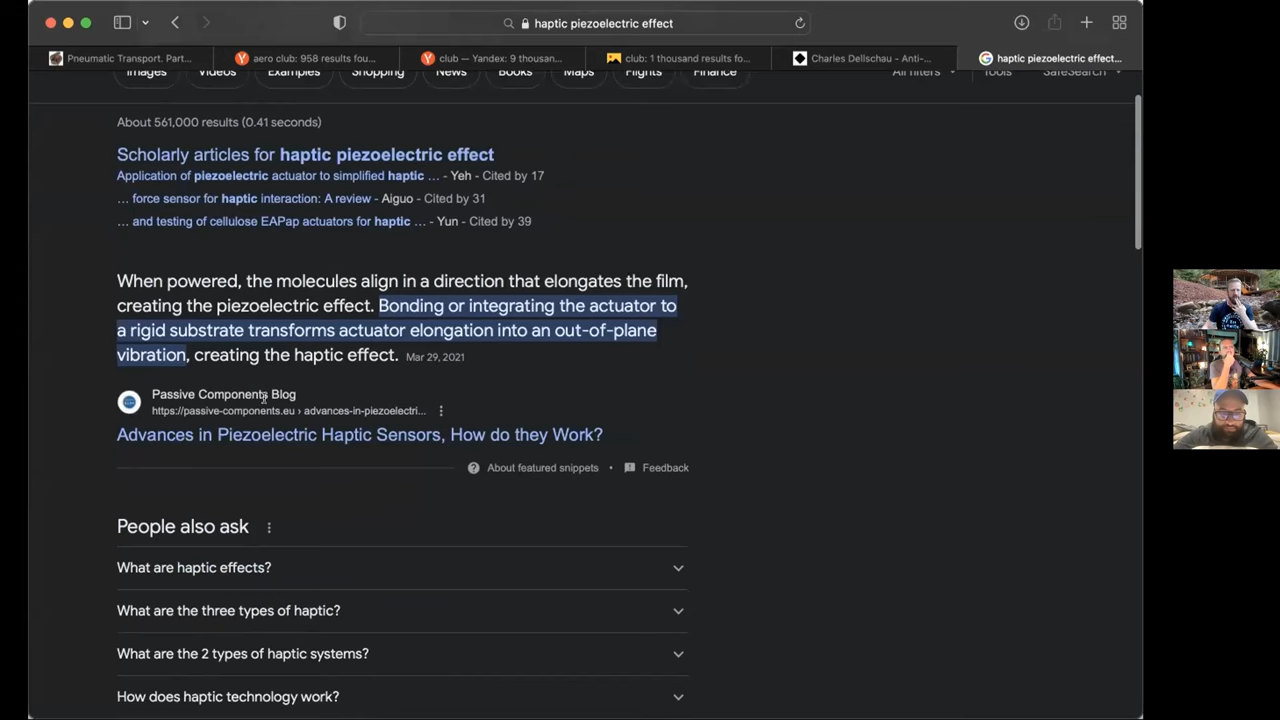 haptic piezoelectric effect
Pneumatic Transport. Part...
aero club: 958 results fou...
club — Yandex: 9 thousan...
club: 1 thousand results fo...
Charles Dellschau - Anti-...
haptic piezoelectric effect...
Images
Videos
Examples
Shopping
News
Books
Maps
Flights
Finance
All filters
Tools
SafeSearch
About 561,000 results (0.41 seconds)
Scholarly articles for haptic piezoelectric effect
Application of piezoelectric actuator to simplified haptic ... - Yeh - Cited by 17
... force sensor for haptic interaction: A review - Aiguo - Cited by 31
... and testing of cellulose EAPap actuators for haptic ... - Yun - Cited by 39
When powered, the molecules align in a direction that elongates the film,
creating the piezoelectric effect. Bonding or integrating the actuator to
a rigid substrate transforms actuator elongation into an out-of-plane
vibration, creating the haptic effect. Mar 29, 2021
Passive Components Blog
https://passive-components.eu › advances-in-piezoelectri...
Advances in Piezoelectric Haptic Sensors, How do they Work?
About featured snippets • Feedback
People also ask
What are haptic effects?
What are the three types of haptic?
What are the 2 types of haptic systems?
How does haptic technology work?